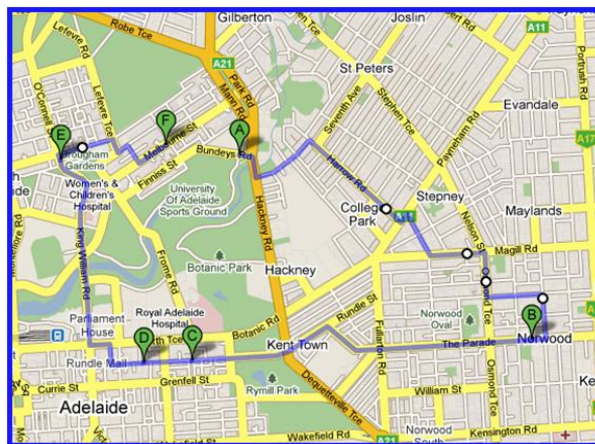 Gilberton
Joslin
Robe Tce
Lefevre Rd
A11
A21
St Peters
Park Rd
Mann Rd
O'Connell St
Lefevre Tce
Seventh Ave
Stephen Tce
Portrush Rd
Evandale
F
E
A
Melbourne St
Payneham Rd
A17
Brougham
Gardens
Bundeys Rd
Finniss St
Harrow Rd
Women's &
Children's
Hospital
University
Of Adelaide
Sports Ground
Stepney
College
Park
A11
Maylands
Hackney Rd
Nelson St
King William Rd
Frome Rd
Botanic Park
Hackney
Magill Rd
Royal Adelaide
Hospital
Rundle St
Parliament
House
Botanic Rd
Fullarton Rd
Norwood
Oval
B
D
C
Kent Town
The Parade
Norwood
Rundle Mall
Currie St
Grenfell St
Rymill Park
Dequetteville Tce
William St
Osmond Tce
Adelaide
Wakefield Rd
A21
Norwood
South
Kensington Rd